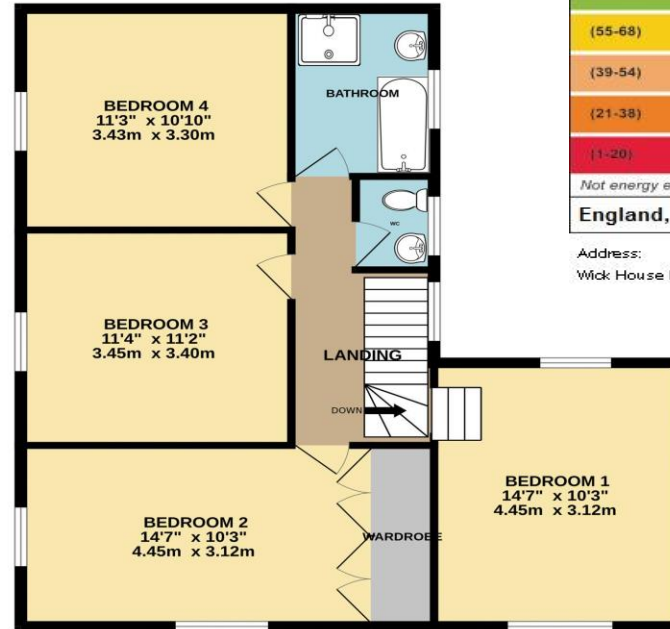 BEDROOM 4
11'3" x 10'10"
3.43m x 3.30m
BATHROOM
WC
BEDROOM 3
11'4" x 11'2"
3.45m x 3.40m
LANDING
DOWN
BEDROOM 2
14'7" x 10'3"
4.45m x 3.12m
WARDROBE
BEDROOM 1
14'7" x 10'3"
4.45m x 3.12m
(55-68)
(39-54)
(21-38)
(1-20)
Not energy e
England,
Address:
Wick House